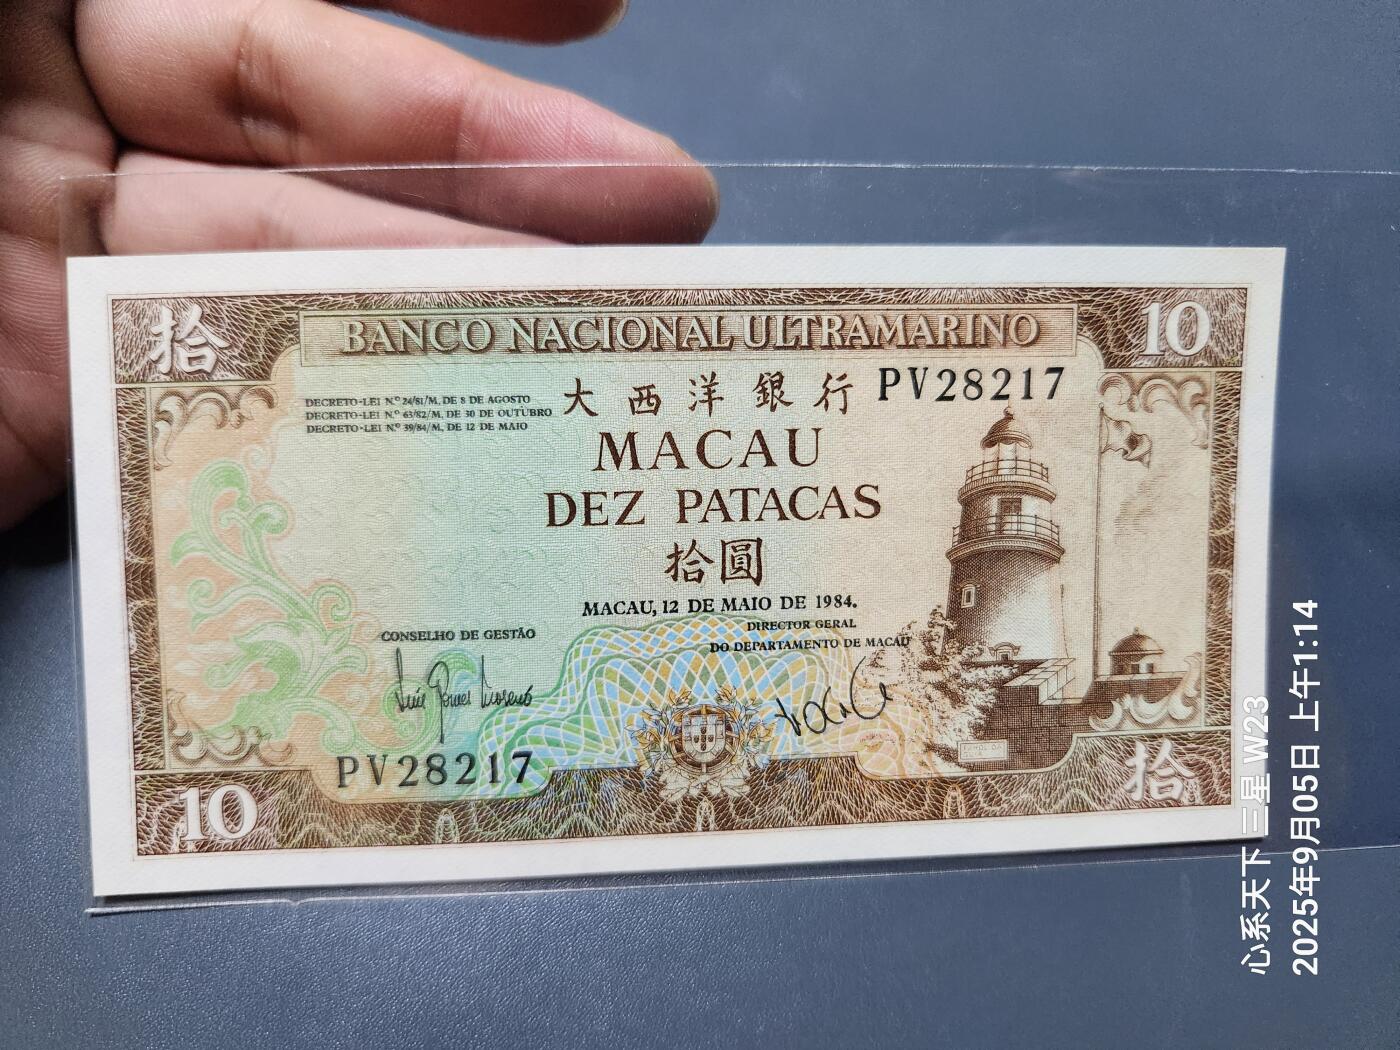 拾
BANCO NACIONAL ULTRAMARINO
10
DECRETO-LEI N.º 24/81/M, DE 8 DE AGOSTO
DECRETO-LEI N.º 63/82/M, DE 30 DE OUTUBRO
DECRETO-LEI N.º 39/84/M, DE 12 DE MAIO
大西洋銀行
PV28217
MACAU
DEZ PATACAS
拾圓
MACAU, 12 DE MAIO DE 1984.
CONSELHO DE GESTÃO
DIRECTOR GERAL
DO DEPARTAMENTO DE MACAU
PV28217
10
拾
心系天下三星 W23
2025年9月05日 上午1:14